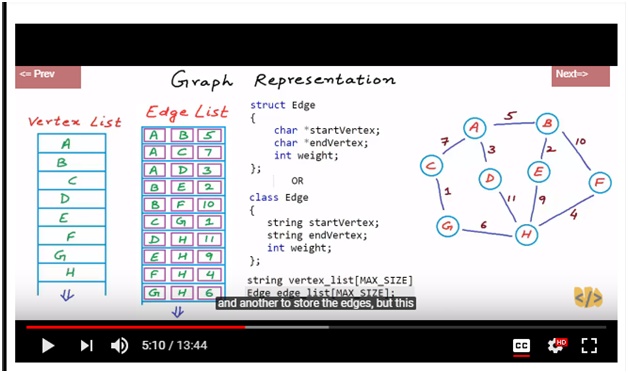 <= Prev
Graph Representation
Next=>
Vertex List
A
B
C
D
E
F
G
H
Edge List
A B 5
A C 7
A D 3
B E 2
B F 10
C G 1
D H 11
E H 9
F H 4
G H 6
struct Edge
{
char *startVertex;
char *endVertex;
int weight;
};
OR
class Edge
{
string startVertex;
string endVertex;
int weight;
};
string vertex_list[MAX_SIZE]
Edge edge_list[MAX_SIZE];
A
5
B
7
3
2
10
C
D
E
F
1
11
9
4
G
6
H
</>
and another to store the edges, but this
5:10 / 13:44
CC
HD